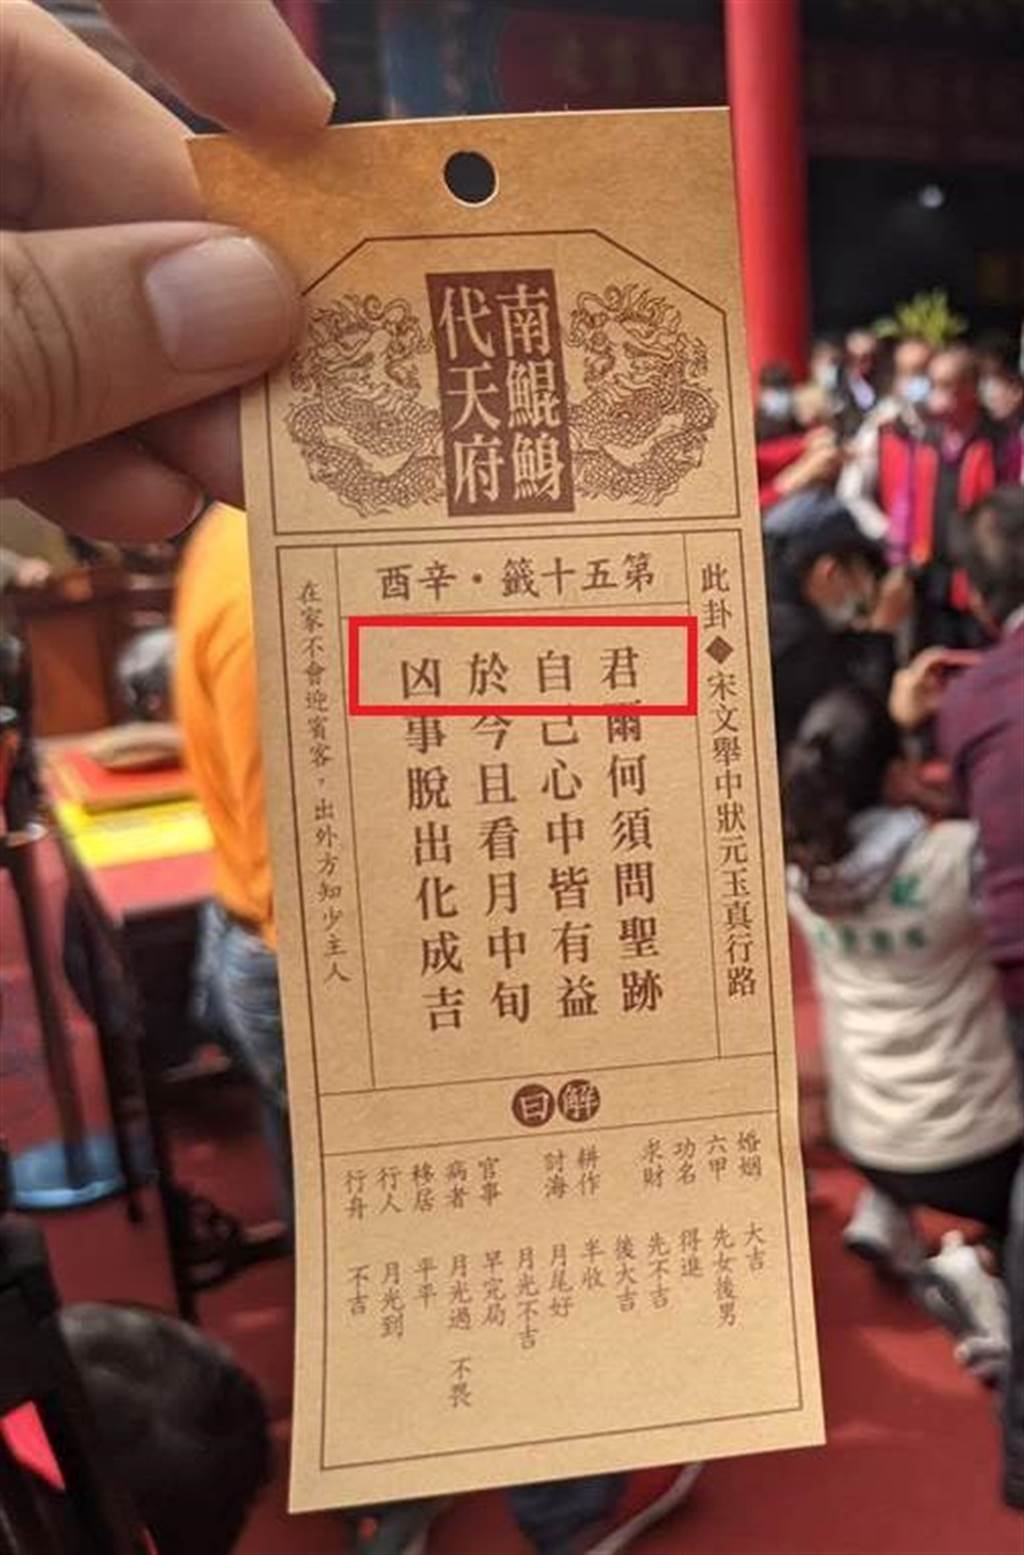 南鯤鯓
代天府
第五十籤・辛酉
此卦◆宋文舉中狀元玉真行路
君爾何須問聖跡
自己心中皆有益
於今且看月中旬
凶事脫出化成吉
在家不會迎賓客，出外方知少主人
解曰
婚姻 大吉
六甲 先女後男
功名 得進
求財 先不吉
後大吉
耕作 半收
討海 月尾好
月光不吉
官事 早完局
病者 月光過 不畏
移居 平平
行人 月光到
行身 不吉